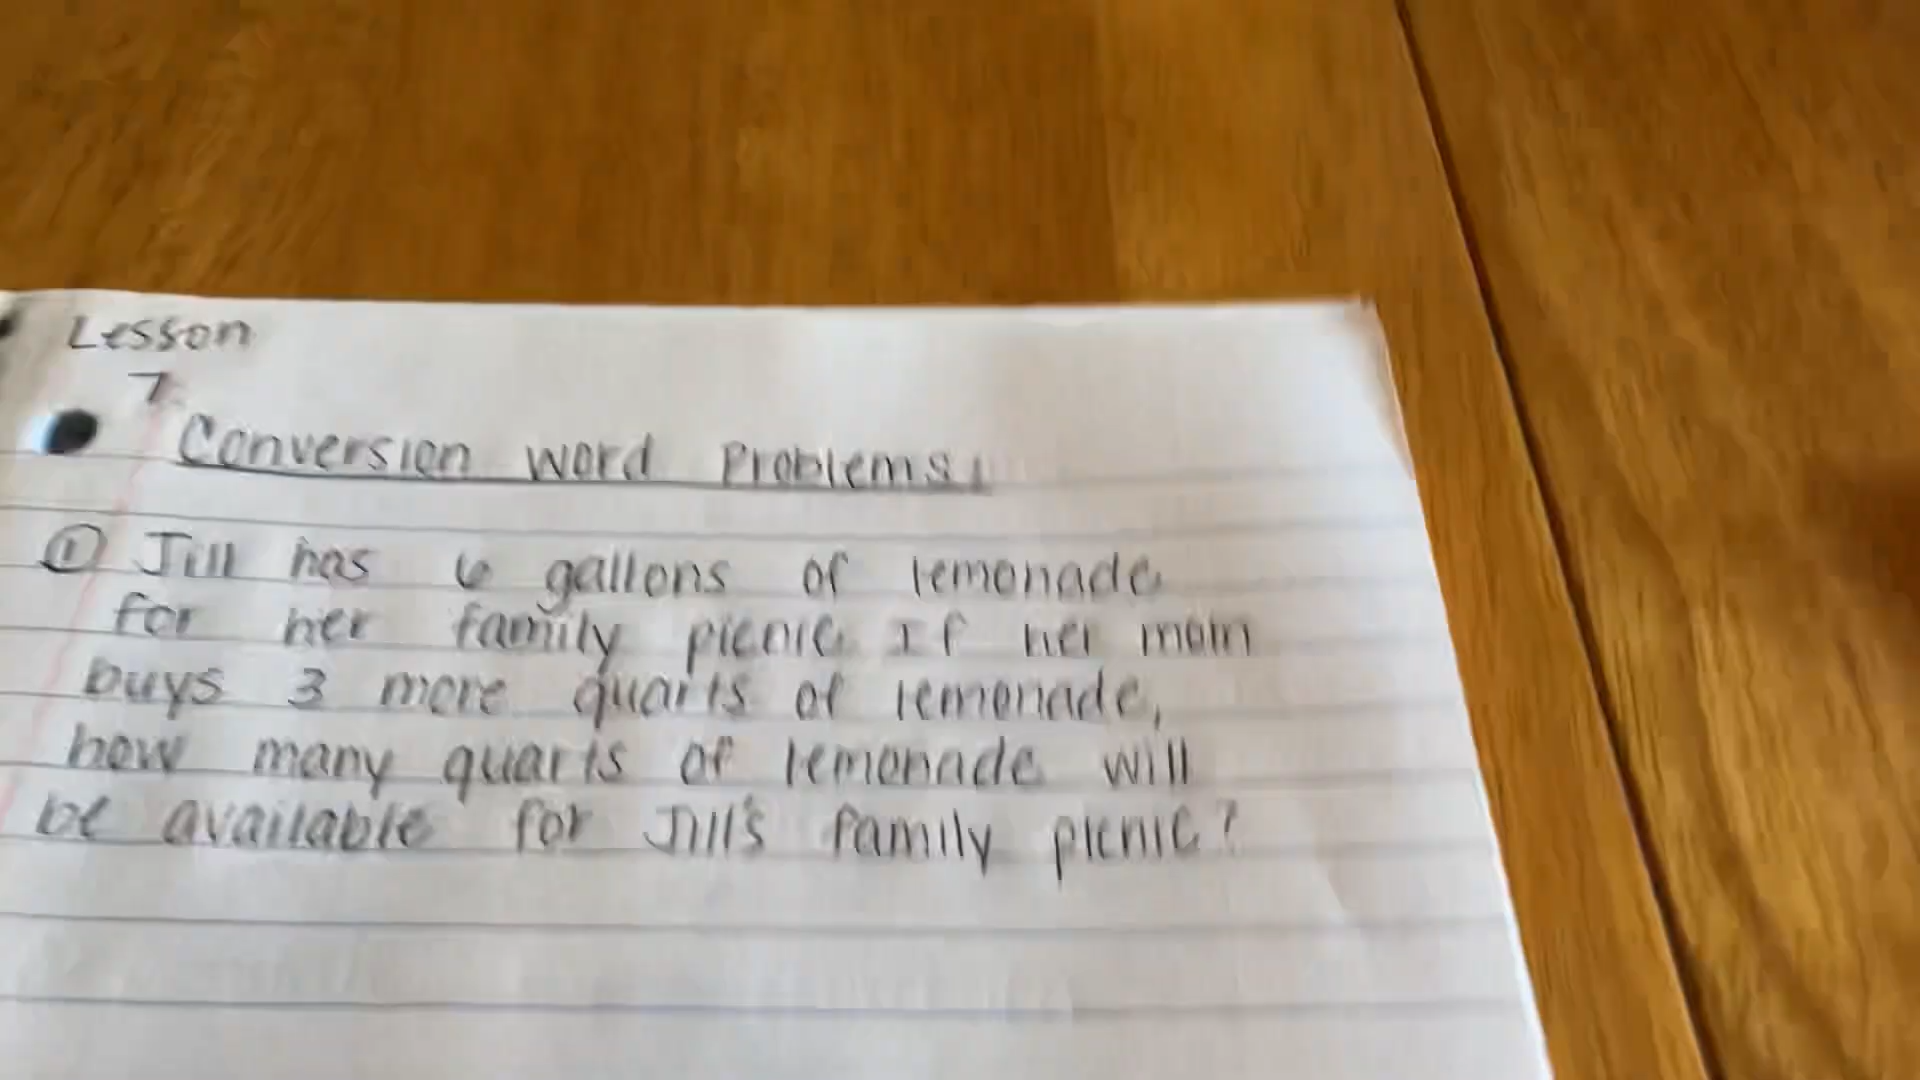 Lesson
7
Conversion Word Problems
① Jill has 6 gallons of lemonade
for her family picnic. If her mom
buys 3 more quarts of lemonade,
how many quarts of lemonade will
be available for Jill's family picnic?